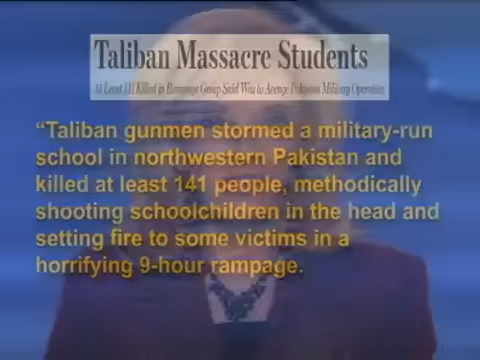 Taliban Massacre Students
At Least 141 Killed in Rampage Group Said Was to Avenge Pakistan Military Operation
“Taliban gunmen stormed a military-run
school in northwestern Pakistan and
killed at least 141 people, methodically
shooting schoolchildren in the head and
setting fire to some victims in a
horrifying 9-hour rampage.